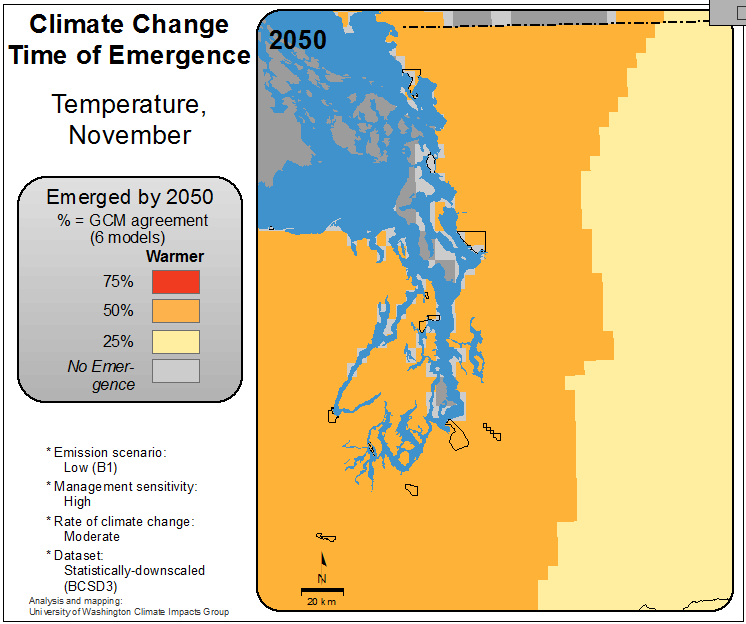 Climate Change
Time of Emergence
Temperature,
November
Emerged by 2050
% = GCM agreement
(6 models)
Warmer
75%
50%
25%
No Emer-
gence
* Emission scenario:
Low (B1)
* Management sensitivity:
High
* Rate of climate change:
Moderate
* Dataset:
Statistically-downscaled
(BCSD3)
Analysis and mapping:
University of Washington Climate Impacts Group
2050
N
20 km